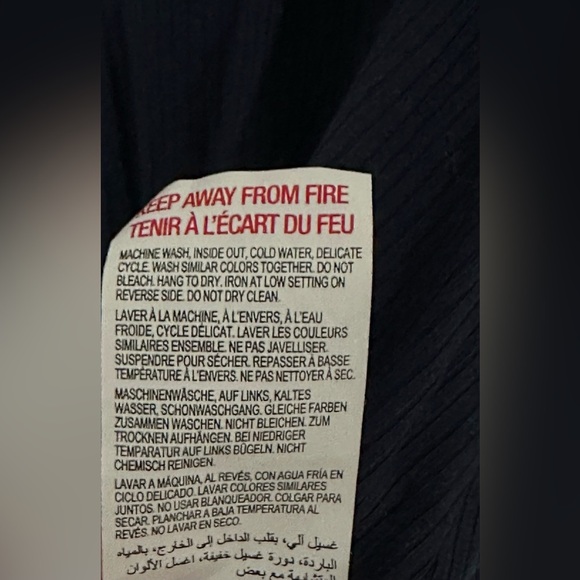 KEEP AWAY FROM FIRE
TENIR À L'ÉCART DU FEU
MACHINE WASH, INSIDE OUT, COLD WATER, DELICATE
CYCLE. WASH SIMILAR COLORS TOGETHER. DO NOT
BLEACH. HANG TO DRY. IRON AT LOW SETTING ON
REVERSE SIDE. DO NOT DRY CLEAN.
LAVER À LA MACHINE, À L'ENVERS, À L'EAU
FROIDE, CYCLE DÉLICAT. LAVER LES COULEURS
SIMILAIRES ENSEMBLE. NE PAS JAVELLISER.
SUSPENDRE POUR SÉCHER. REPASSER À BASSE
TEMPÉRATURE À L'ENVERS. NE PAS NETTOYER À SEC.
MASCHINENWÄSCHE, AUF LINKS, KALTES
WASSER, SCHONWASCHGANG. GLEICHE FARBEN
ZUSAMMEN WASCHEN. NICHT BLEICHEN. ZUM
TROCKNEN AUFHÄNGEN. BEI NIEDRIGER
TEMPARATUR AUF LINKS BÜGELN. NICHT
CHEMISCH REINIGEN.
LAVAR A MÁQUINA, AL REVÉS, CON AGUA FRÍA EN
CICLO DELICADO. LAVAR COLORES SIMILARES
JUNTOS. NO USAR BLANQUEADOR. COLGAR PARA
SECAR. PLANCHAR A BAJA TEMPERATURA AL
REVÉS. NO LAVAR EN SECO.
غسيل آلي، بقلب الداخل إلى الخارج، بالمياه
الباردة، دورة غسيل خفيفة، اغسل الألوان
المتشابهة مع بعض